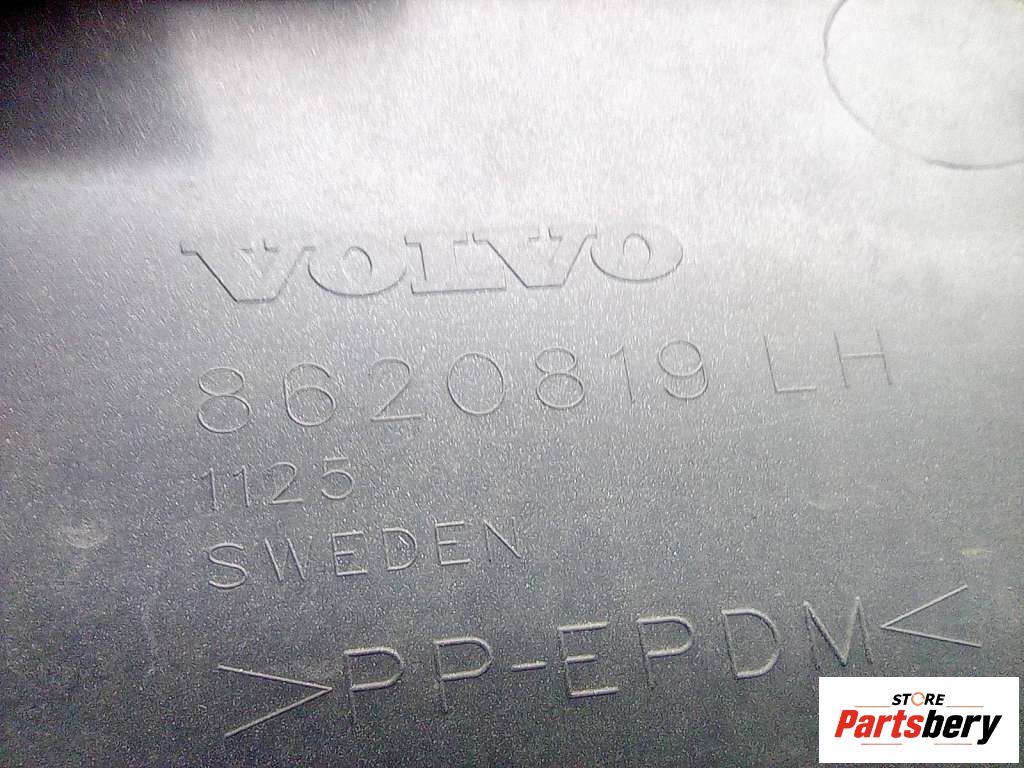 VOLVO
8620819 LH
1125
SWEDEN
>PP-EPDM<
STORE
Partsbery